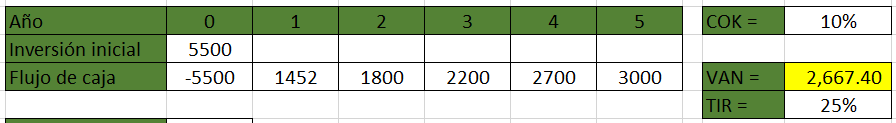 Año 0 1 2 3 4 5 COK = 10%
Inversión inicial 5500
Flujo de caja -5500 1452 1800 2200 2700 3000 VAN = 2,667.40
TIR = 25%